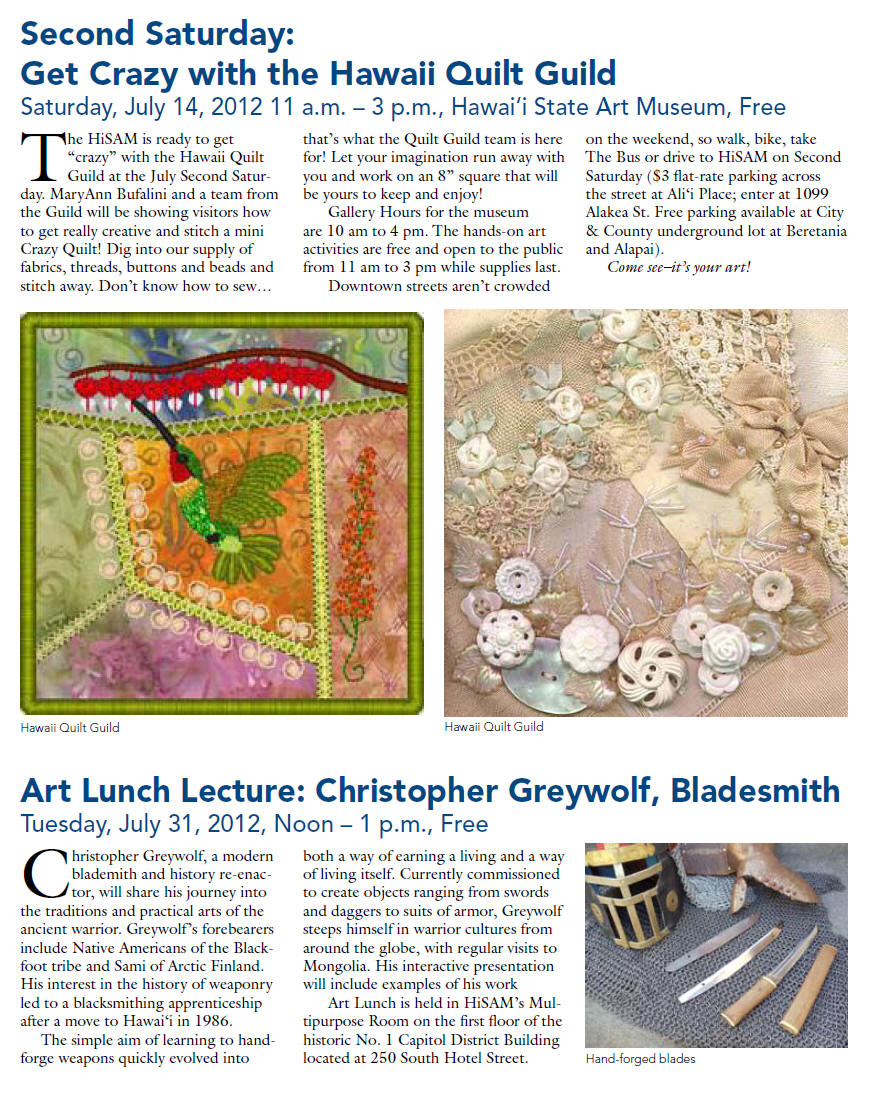 Second Saturday:
Get Crazy with the Hawaii Quilt Guild
Saturday, July 14, 2012 11 a.m. – 3 p.m., Hawai’i State Art Museum, Free
The HiSAM is ready to get
“crazy” with the Hawaii Quilt
Guild at the July Second Satur-
day. MaryAnn Bufalini and a team from
the Guild will be showing visitors how
to get really creative and stitch a mini
Crazy Quilt! Dig into our supply of
fabrics, threads, buttons and beads and
stitch away. Don’t know how to sew…
that’s what the Quilt Guild team is here
for! Let your imagination run away with
you and work on an 8” square that will
be yours to keep and enjoy!
Gallery Hours for the museum
are 10 am to 4 pm. The hands-on art
activities are free and open to the public
from 11 am to 3 pm while supplies last.
Downtown streets aren’t crowded
on the weekend, so walk, bike, take
The Bus or drive to HiSAM on Second
Saturday ($3 flat-rate parking across
the street at Ali‘i Place; enter at 1099
Alakea St. Free parking available at City
& County underground lot at Beretania
and Alapai).
Come see–it’s your art!
Hawaii Quilt Guild
Hawaii Quilt Guild
Art Lunch Lecture: Christopher Greywolf, Bladesmith
Tuesday, July 31, 2012, Noon – 1 p.m., Free
Christopher Greywolf, a modern
blademith and history re-enac-
tor, will share his journey into
the traditions and practical arts of the
ancient warrior. Greywolf’s forebearers
include Native Americans of the Black-
foot tribe and Sami of Arctic Finland.
His interest in the history of weaponry
led to a blacksmithing apprenticeship
after a move to Hawai‘i in 1986.
The simple aim of learning to hand-
forge weapons quickly evolved into
both a way of earning a living and a way
of living itself. Currently commissioned
to create objects ranging from swords
and daggers to suits of armor, Greywolf
steeps himself in warrior cultures from
around the globe, with regular visits to
Mongolia. His interactive presentation
will include examples of his work
Art Lunch is held in HiSAM’s Mul-
tipurpose Room on the first floor of the
historic No. 1 Capitol District Building
located at 250 South Hotel Street.
Hand-forged blades